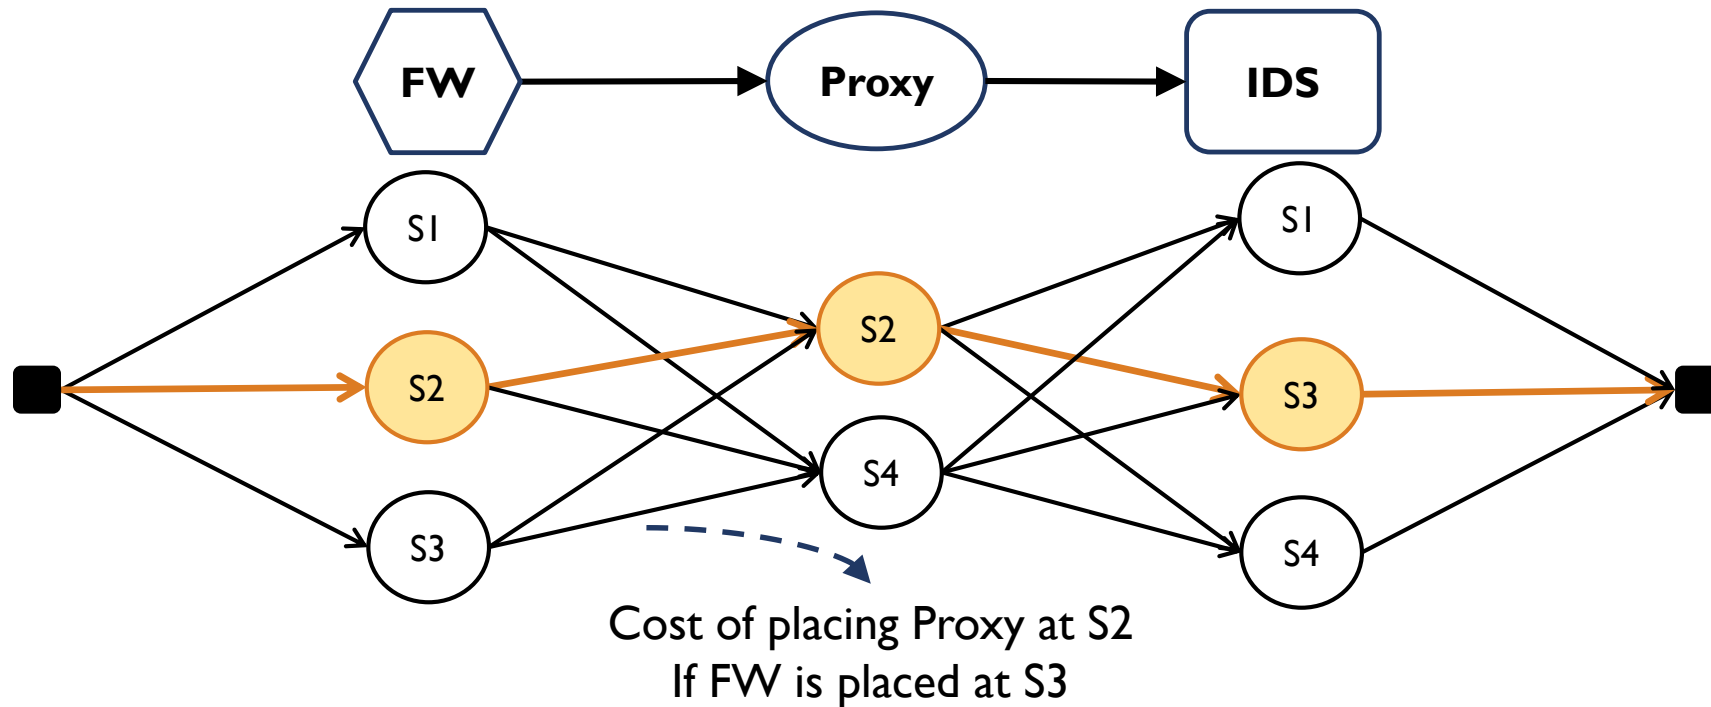 FW
Proxy
IDS
S1
S1
S2
S2
S3
S4
S3
S4
Cost of placing Proxy at S2
If FW is placed at S3